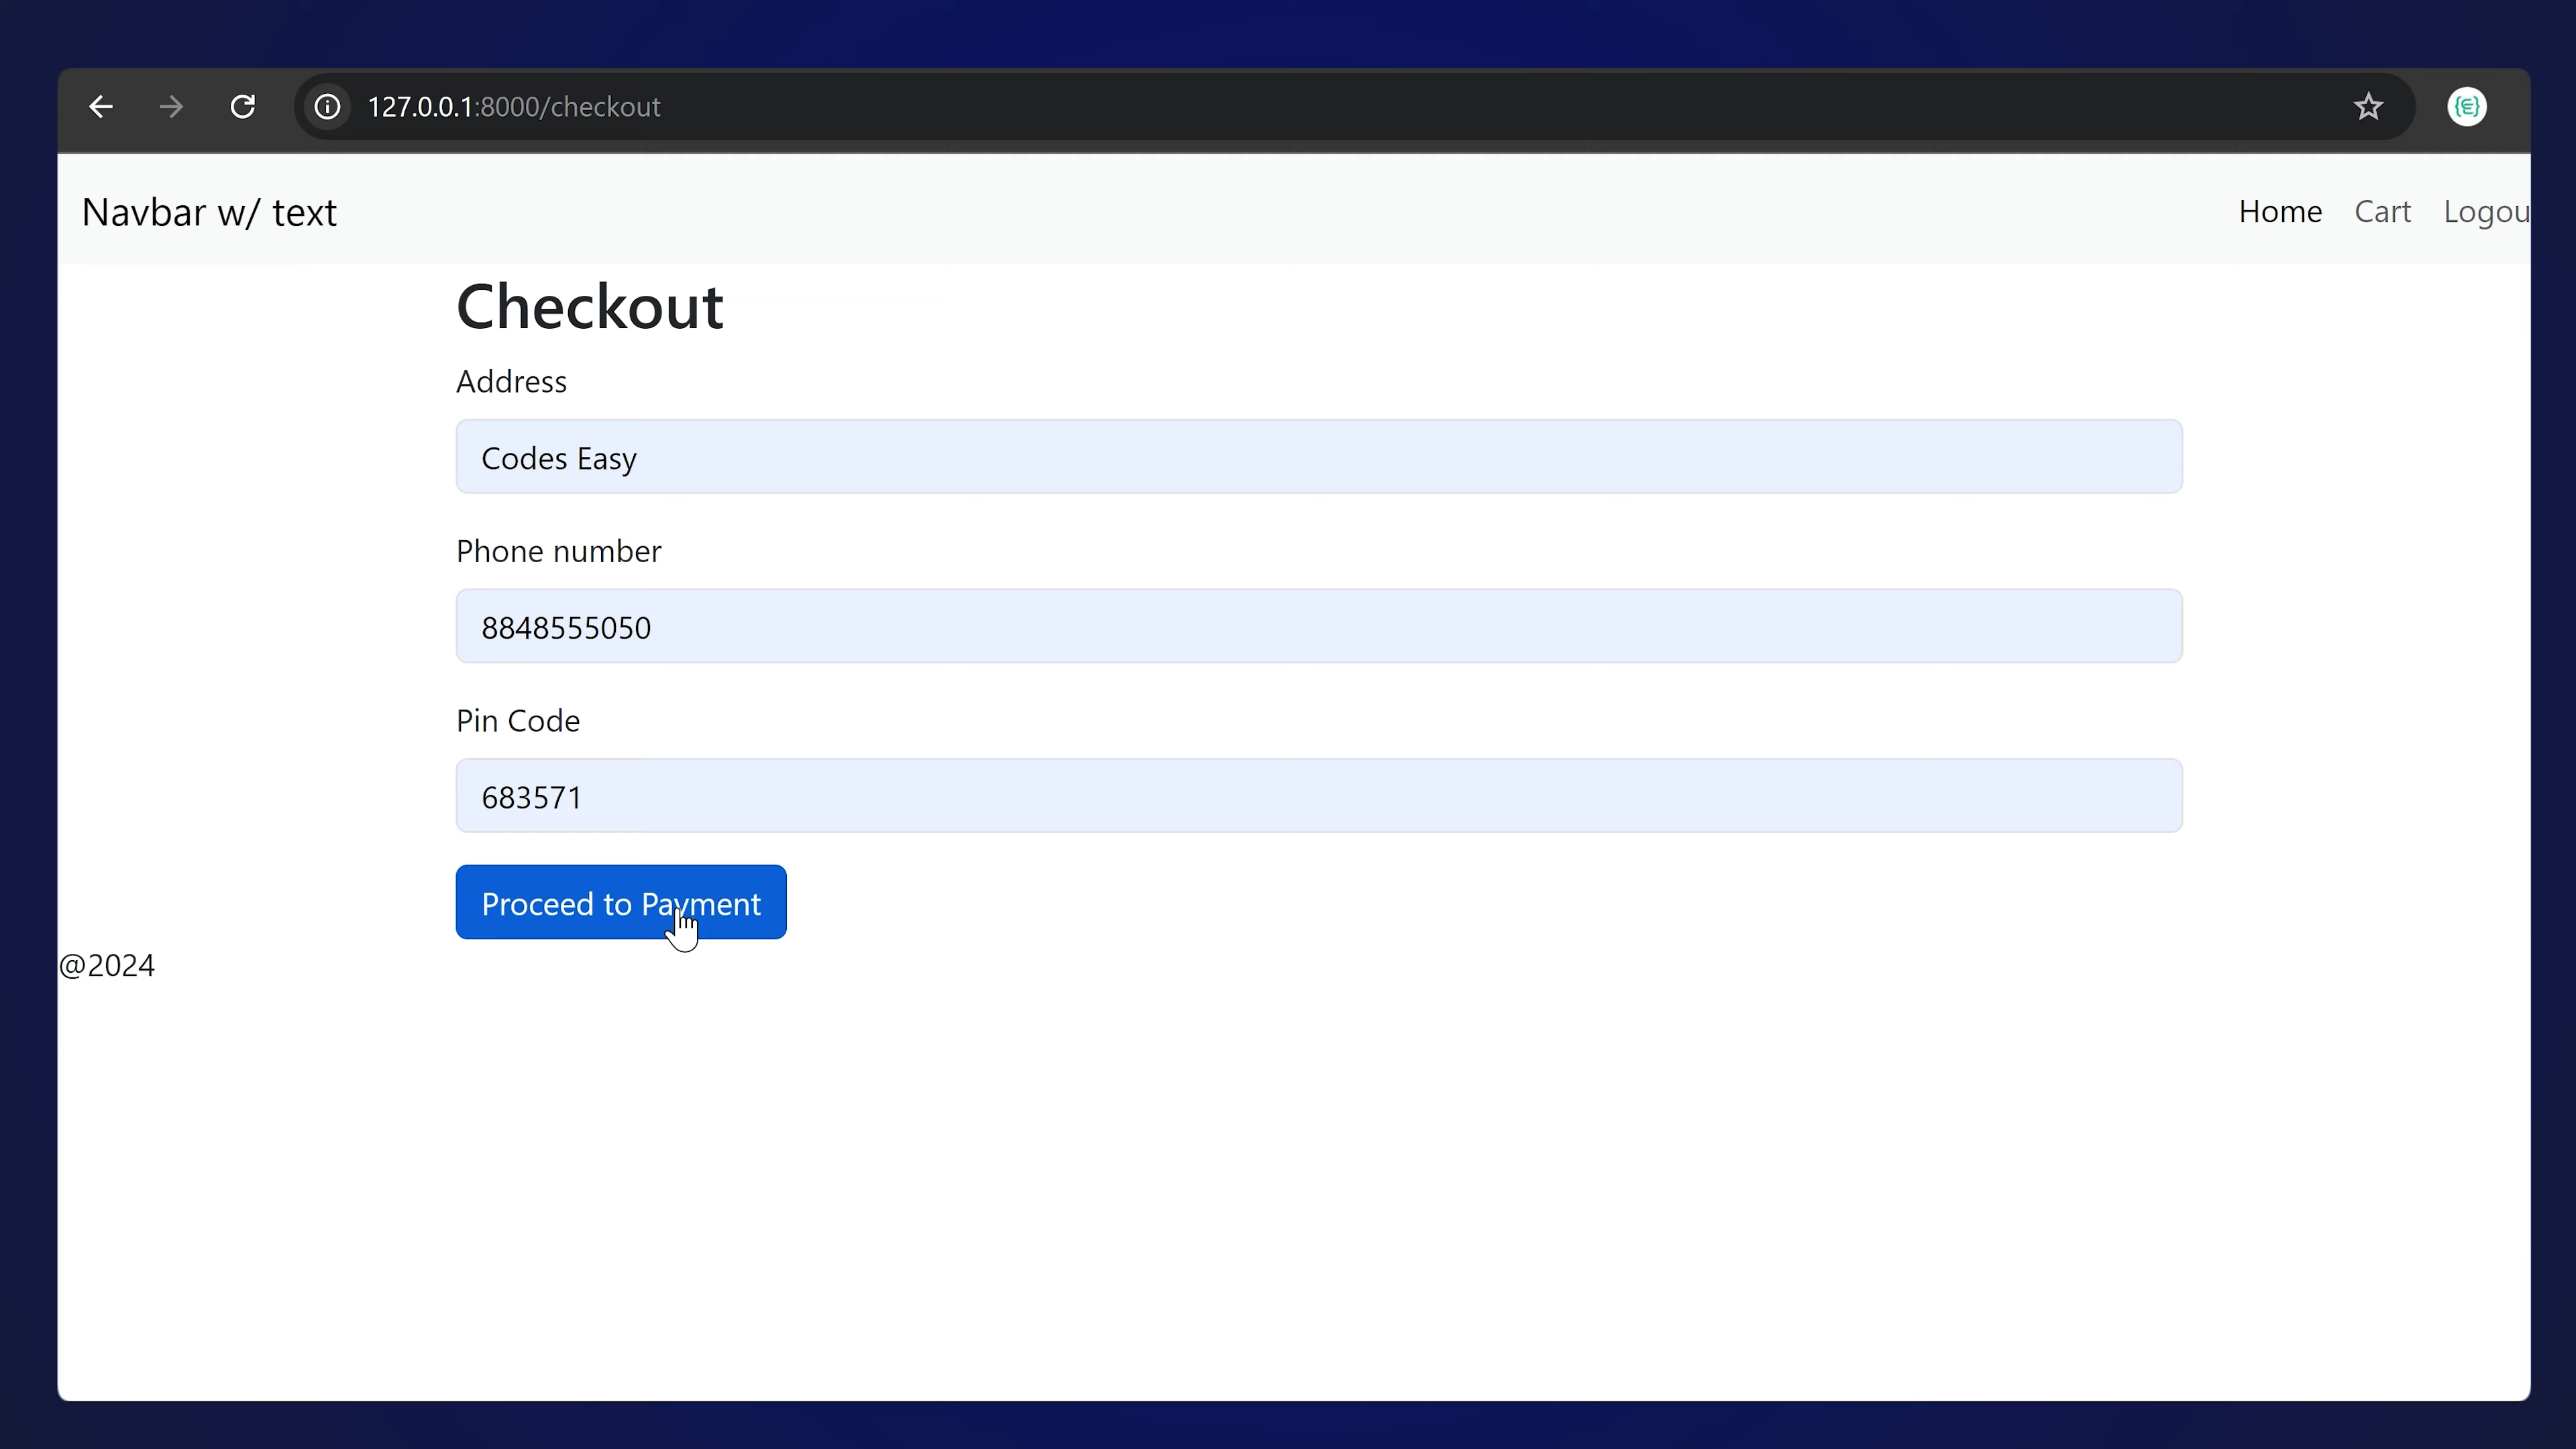 127.0.0.1:8000/checkout
Navbar w/ text
Home Cart Logou
Checkout
Address
Codes Easy
Phone number
8848555050
Pin Code
683571
Proceed to Payment
@2024